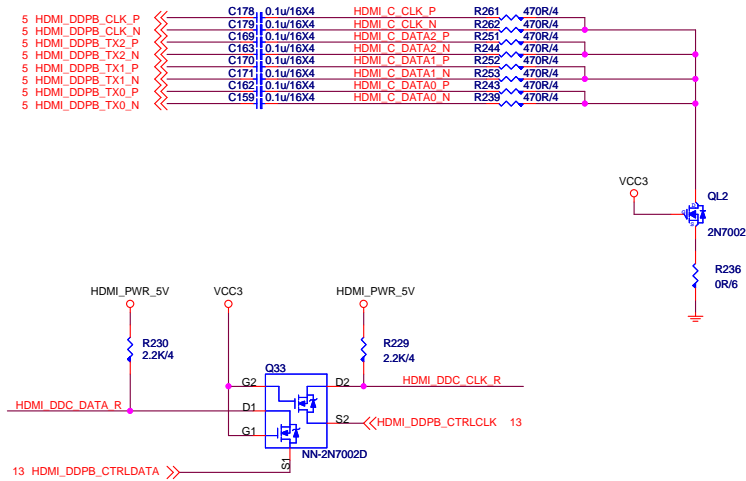 C178 0.1u/16X4 HDMI_C_CLK_P R261 470R/4
5 HDMI_DDPB_CLK_P
C179 0.1u/16X4 HDMI_C_CLK_N R262 470R/4
5 HDMI_DDPB_CLK_N
C169 0.1u/16X4 HDMI_C_DATA2_P R251 470R/4
5 HDMI_DDPB_TX2_P
C163 0.1u/16X4 HDMI_C_DATA2_N R244 470R/4
5 HDMI_DDPB_TX2_N
C170 0.1u/16X4 HDMI_C_DATA1_P R252 470R/4
5 HDMI_DDPB_TX1_P
C171 0.1u/16X4 HDMI_C_DATA1_N R253 470R/4
5 HDMI_DDPB_TX1_N
C162 0.1u/16X4 HDMI_C_DATA0_P R243 470R/4
5 HDMI_DDPB_TX0_P
C159 0.1u/16X4 HDMI_C_DATA0_N R239 470R/4
5 HDMI_DDPB_TX0_N
VCC3
QL2
2N7002
R236
0R/6
HDMI_PWR_5V VCC3 HDMI_PWR_5V
R230
2.2K/4
R229
2.2K/4
Q33
G2 D2 HDMI_DDC_CLK_R
HDMI_DDC_DATA_R D1
S2 HDMI_DDPB_CTRLCLK 13
G1
NN-2N7002D
S1
13 HDMI_DDPB_CTRLDATA